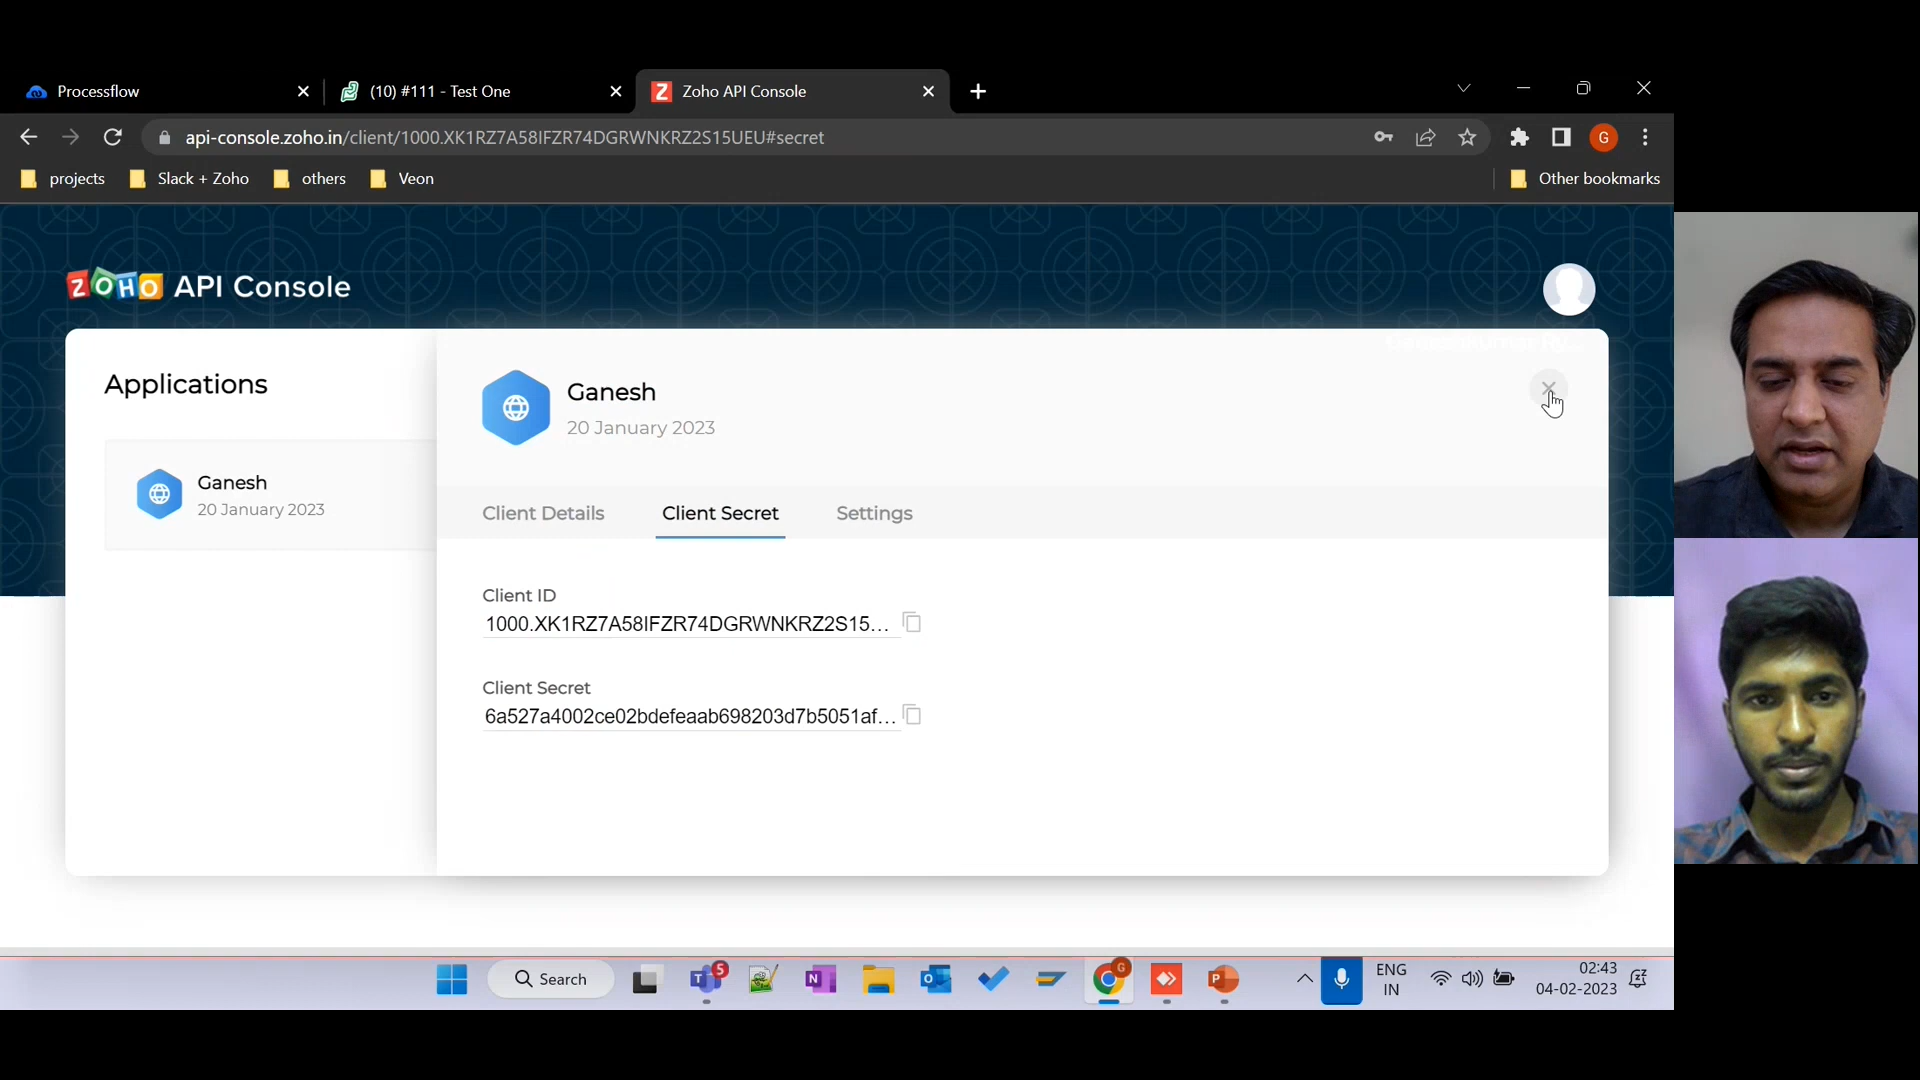 Processflow
(10) #111 - Test One
Zoho API Console
api-console.zoho.in/client/1000.XK1RZ7A58IFZR74DGRWNKRZ2S15UEU#secret
G
projects
Slack + Zoho
others
Veon
Other bookmarks
ZOHO API Console
Applications
Ganesh
20 January 2023
Ganesh
20 January 2023
Client Details
Client Secret
Settings
Client ID
1000.XK1RZ7A58IFZR74DGRWNKRZ2S15...
Client Secret
6a527a4002ce02bdefeaab698203d7b5051af...
Search
5
G
ENG
IN
02:43
04-02-2023